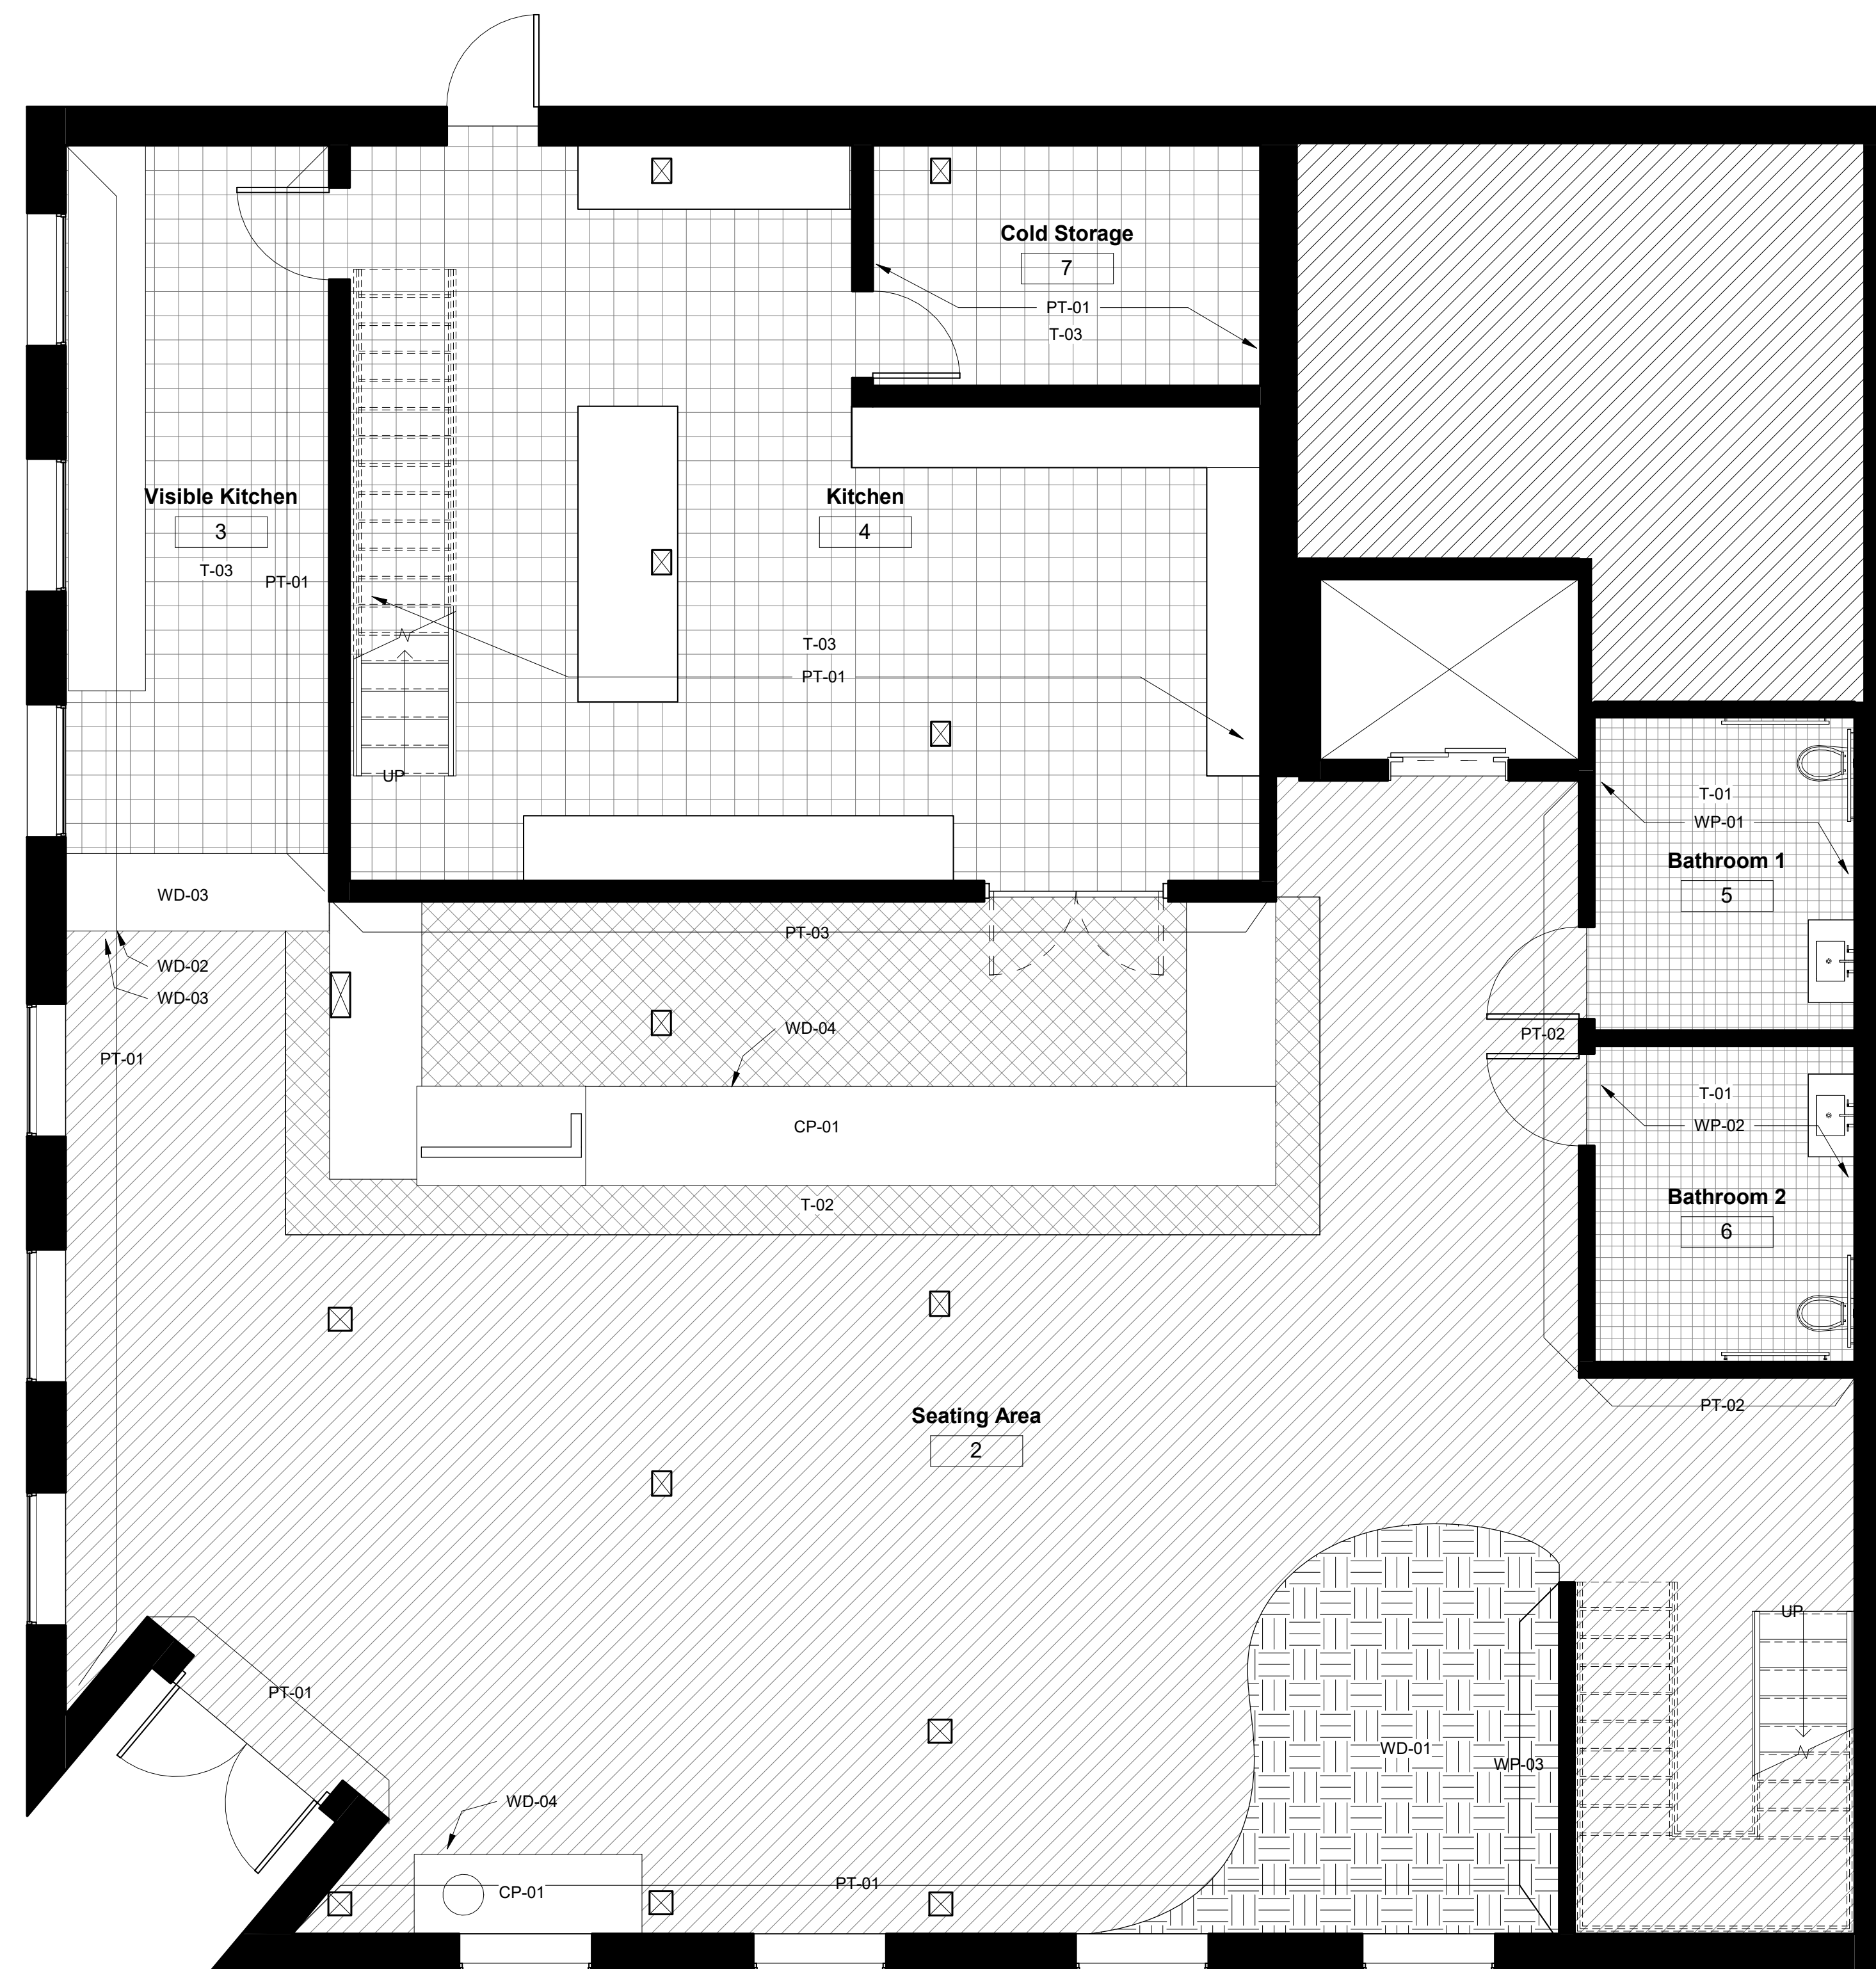 Cold Storage
7
PT-01
T-03
Visible Kitchen
3
T-03
PT-01
Kitchen
4
T-03
PT-01
UP
T-01
WP-01
Bathroom 1
5
WD-03
PT-03
WD-02
WD-03
WD-04
PT-02
PT-01
T-01
CP-01
WP-02
Bathroom 2
6
T-02
PT-02
Seating Area
2
UP
PT-01
WD-01
WP-03
WD-04
PT-01
CP-01